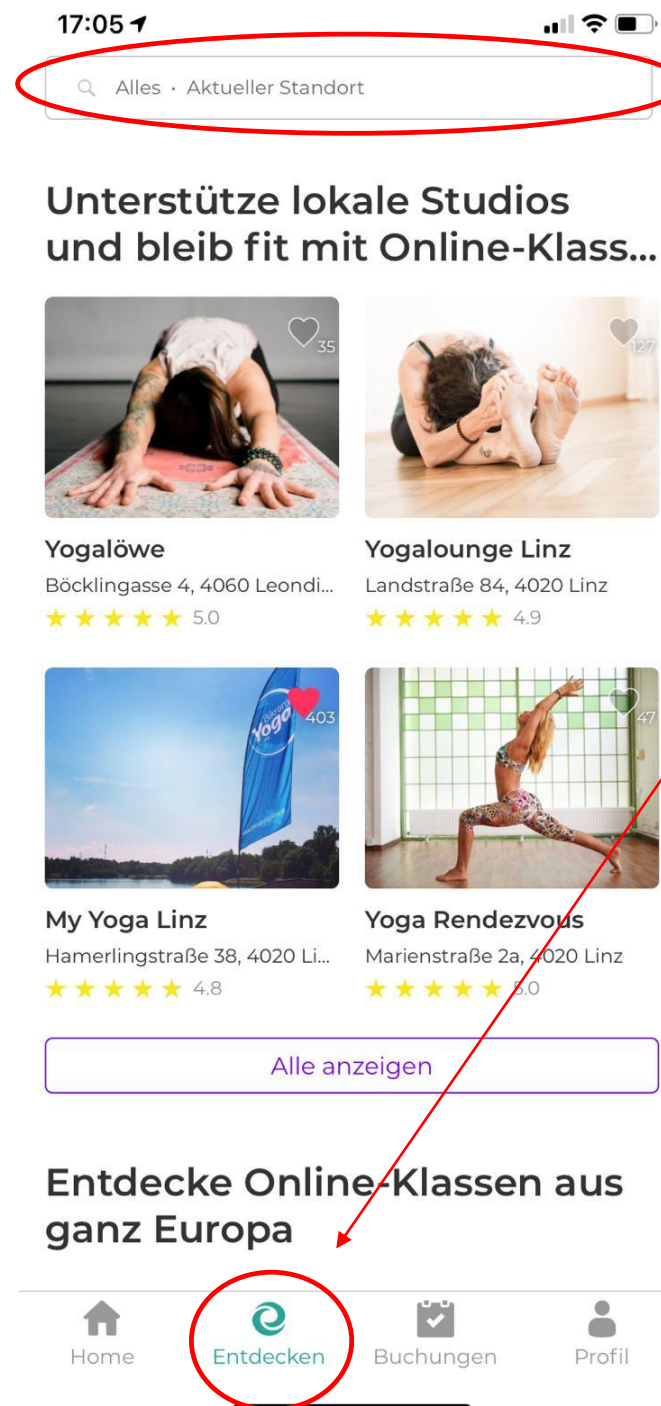 17:05
Alles · Aktueller Standort
Unterstütze lokale Studios
und bleib fit mit Online-Klass...
35
127
Yogalöwe
Yogalounge Linz
Böcklingasse 4, 4060 Leondi...
Landstraße 84, 4020 Linz
5.0
4.9
Yoga
403
47
My Yoga Linz
Yoga Rendezvous
Hamerlingstraße 38, 4020 Li...
Marienstraße 2a, 4020 Linz
4.8
5.0
Alle anzeigen
Entdecke Online-Klassen aus
ganz Europa
Home
Entdecken
Buchungen
Profil